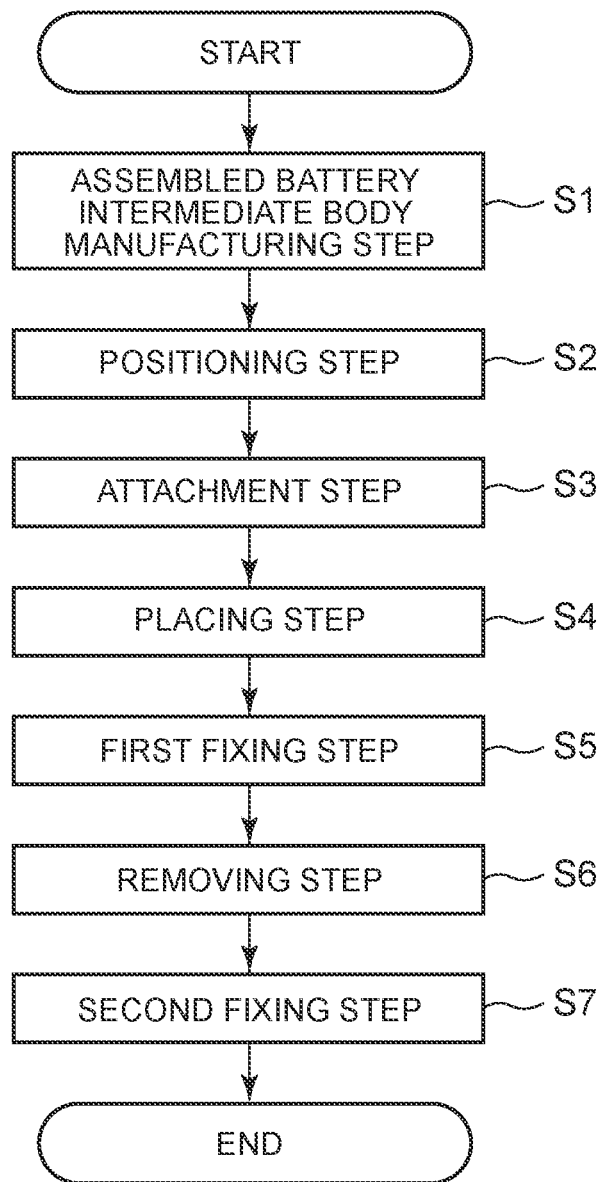 START
ASSEMBLED BATTERY
INTERMEDIATE BODY
MANUFACTURING STEP
S1
POSITIONING STEP
S2
ATTACHMENT STEP
S3
PLACING STEP
S4
FIRST FIXING STEP
S5
REMOVING STEP
S6
SECOND FIXING STEP
S7
END